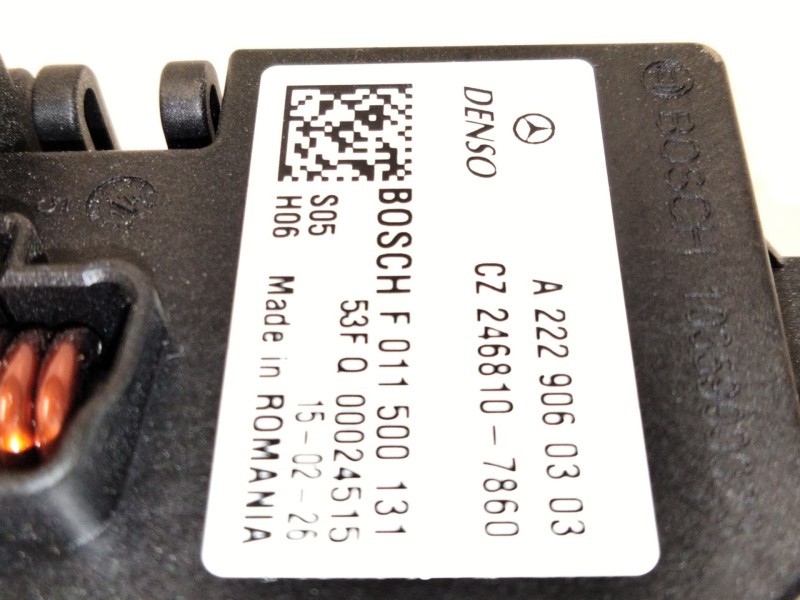 DENSO
A 222 906 03 03
CZ 246810-7860
BOSCH F 011 500 131
S05
53F Q 00024515
H06
15-02-26
Made in ROMANIA
BOSCH